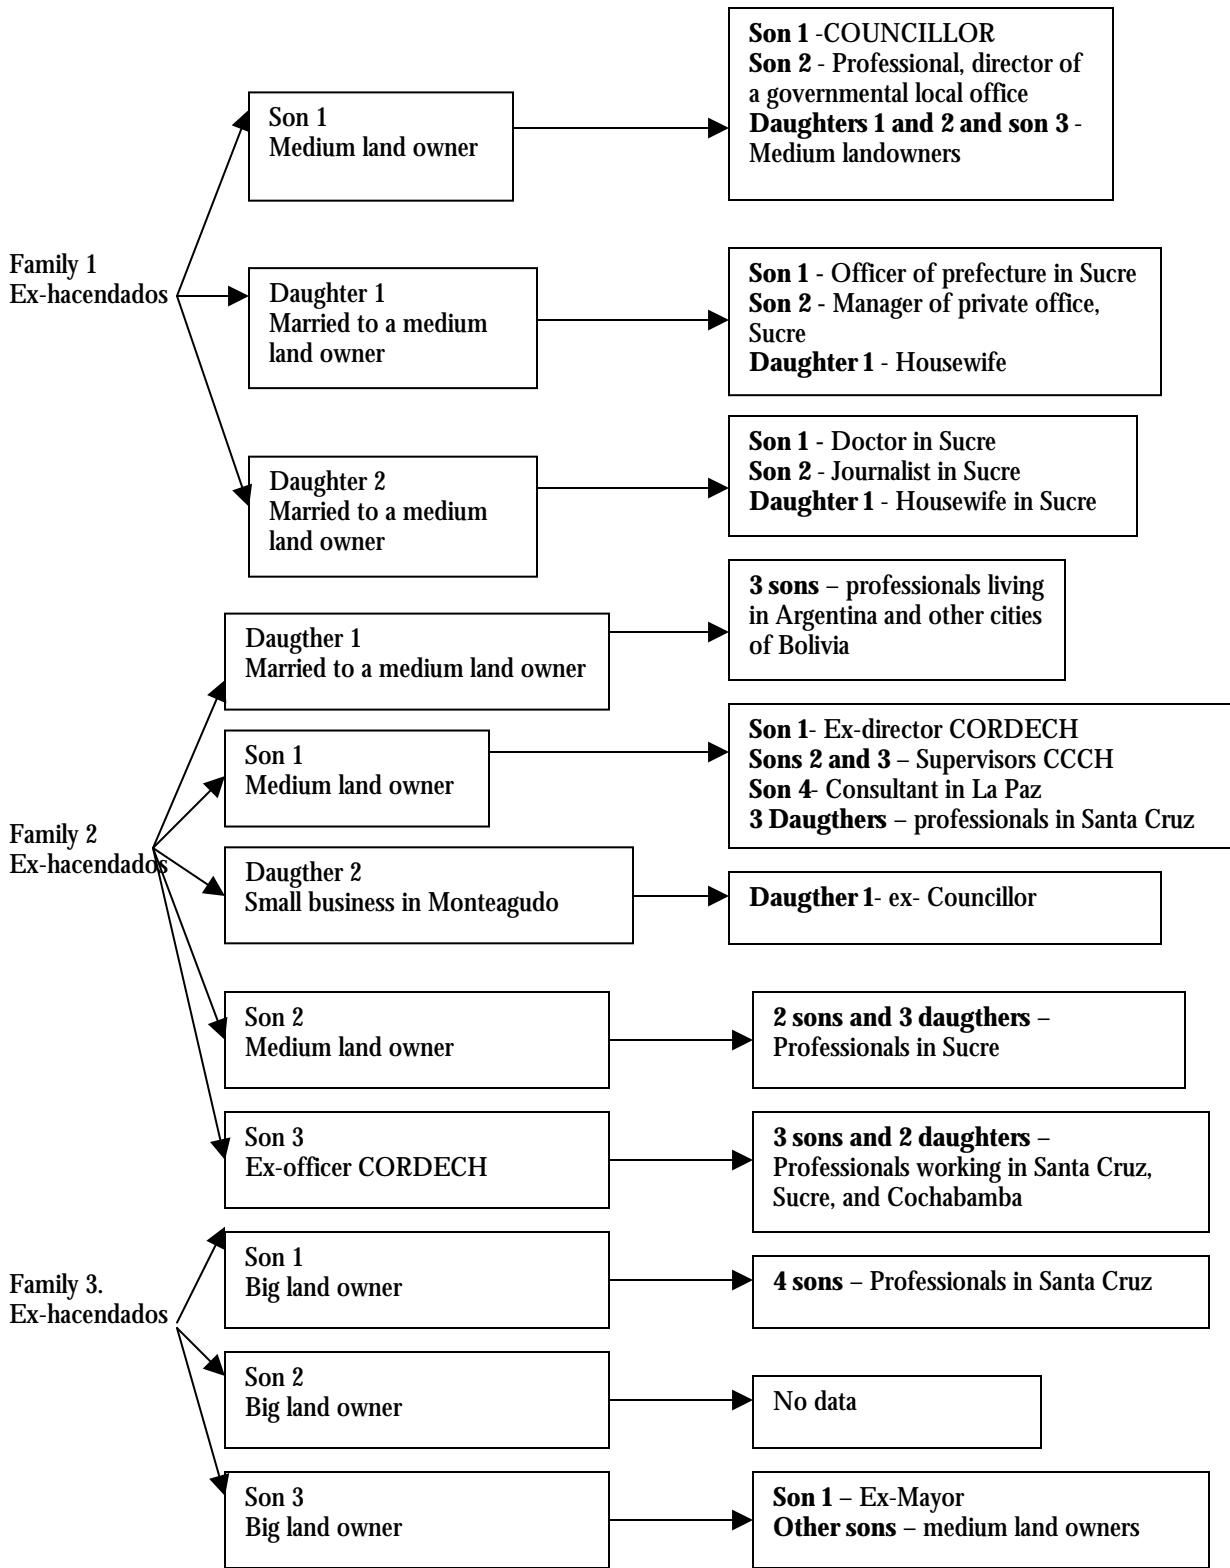 Family 1
Ex-hacendados
Son 1
Medium land owner
Son 1 -COUNCILLOR
Son 2 - Professional, director of
a governmental local office
Daughters 1 and 2 and son 3 -
Medium landowners
Daughter 1
Married to a medium
land owner
Son 1 - Officer of prefecture in Sucre
Son 2 - Manager of private office,
Sucre
Daughter 1 - Housewife
Daughter 2
Married to a medium
land owner
Son 1 - Doctor in Sucre
Son 2 - Journalist in Sucre
Daughter 1 - Housewife in Sucre
Family 2
Ex-hacendados
Daugther 1
Married to a medium land owner
3 sons – professionals living
in Argentina and other cities
of Bolivia
Son 1
Medium land owner
Son 1- Ex-director CORDECH
Sons 2 and 3 – Supervisors CCCH
Son 4- Consultant in La Paz
3 Daugthers – professionals in Santa Cruz
Daugther 2
Small business in Monteagudo
Daugther 1- ex- Councillor
Son 2
Medium land owner
2 sons and 3 daugthers –
Professionals in Sucre
Son 3
Ex-officer CORDECH
3 sons and 2 daughters –
Professionals working in Santa Cruz,
Sucre, and Cochabamba
Family 3.
Ex-hacendados
Son 1
Big land owner
4 sons – Professionals in Santa Cruz
Son 2
Big land owner
No data
Son 3
Big land owner
Son 1 – Ex-Mayor
Other sons – medium land owners